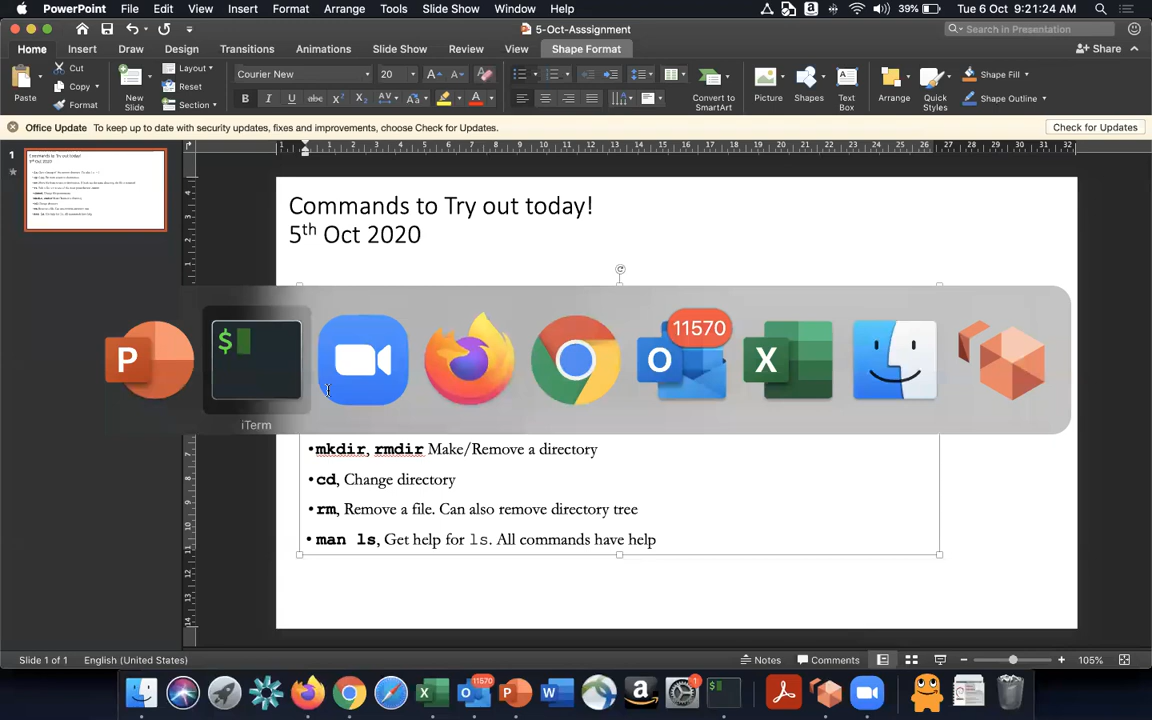 PowerPoint File Edit View Insert Format Arrange Tools Slide Show Window Help 39% Tue 6 Oct 9:21:24 AM
5-Oct-Asssignment Search in Presentation
Home Insert Draw Design Transitions Animations Slide Show Review View Shape Format Share
Paste Cut Copy Format New Slide Layout Reset Section Courier New 20 Convert to SmartArt Picture Shapes Text Box Arrange Quick Styles Shape Fill Shape Outline
Office Update To keep up to date with security updates, fixes and improvements, choose Check for Updates. Check for Updates
1
Commands to Try out today!
5th Oct 2020
P $ 11570 O X
iTerm
•mkdir, rmdir Make/Remove a directory
•cd, Change directory
•rm, Remove a file. Can also remove directory tree
•man ls, Get help for ls. All commands have help
Slide 1 of 1 English (United States) Notes Comments 105%